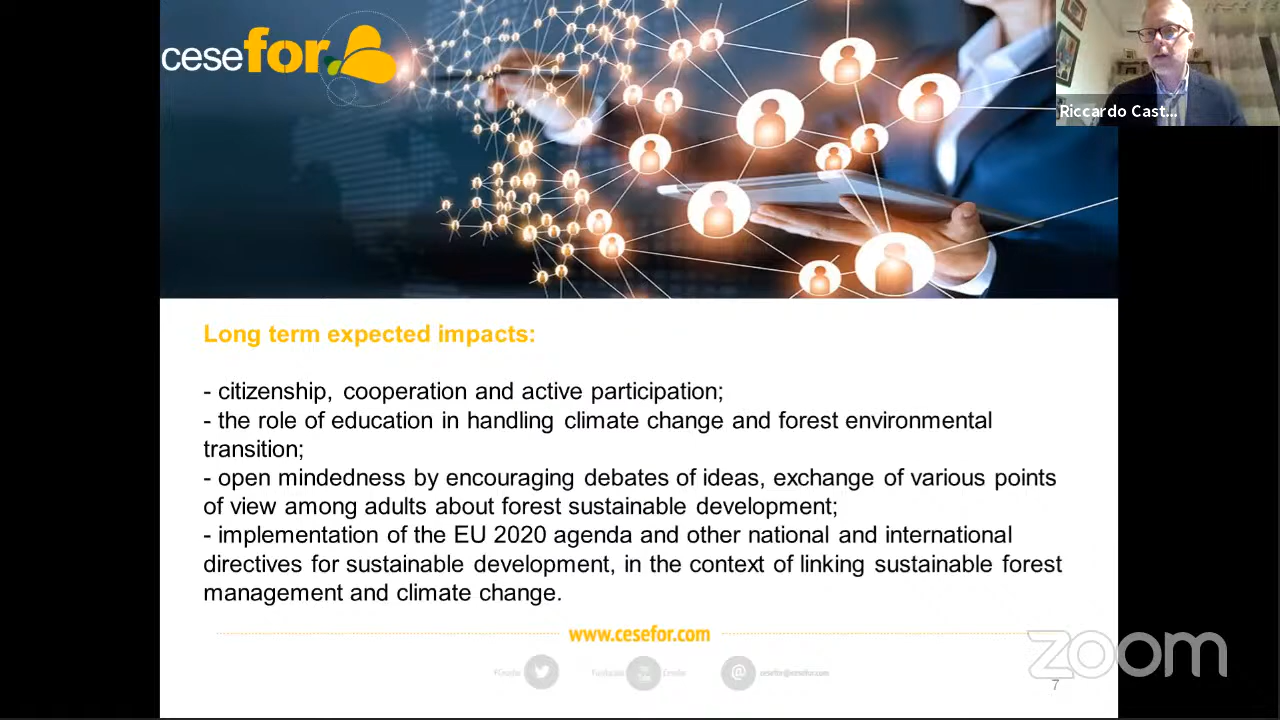 cesefor
Riccardo Cast...
Long term expected impacts:
- citizenship, cooperation and active participation;
- the role of education in handling climate change and forest environmental
transition;
- open mindedness by encouraging debates of ideas, exchange of various points
of view among adults about forest sustainable development;
- implementation of the EU 2020 agenda and other national and international
directives for sustainable development, in the context of linking sustainable forest
management and climate change.
www.cesefor.com
cesefor@cesefor.com
zoom
7